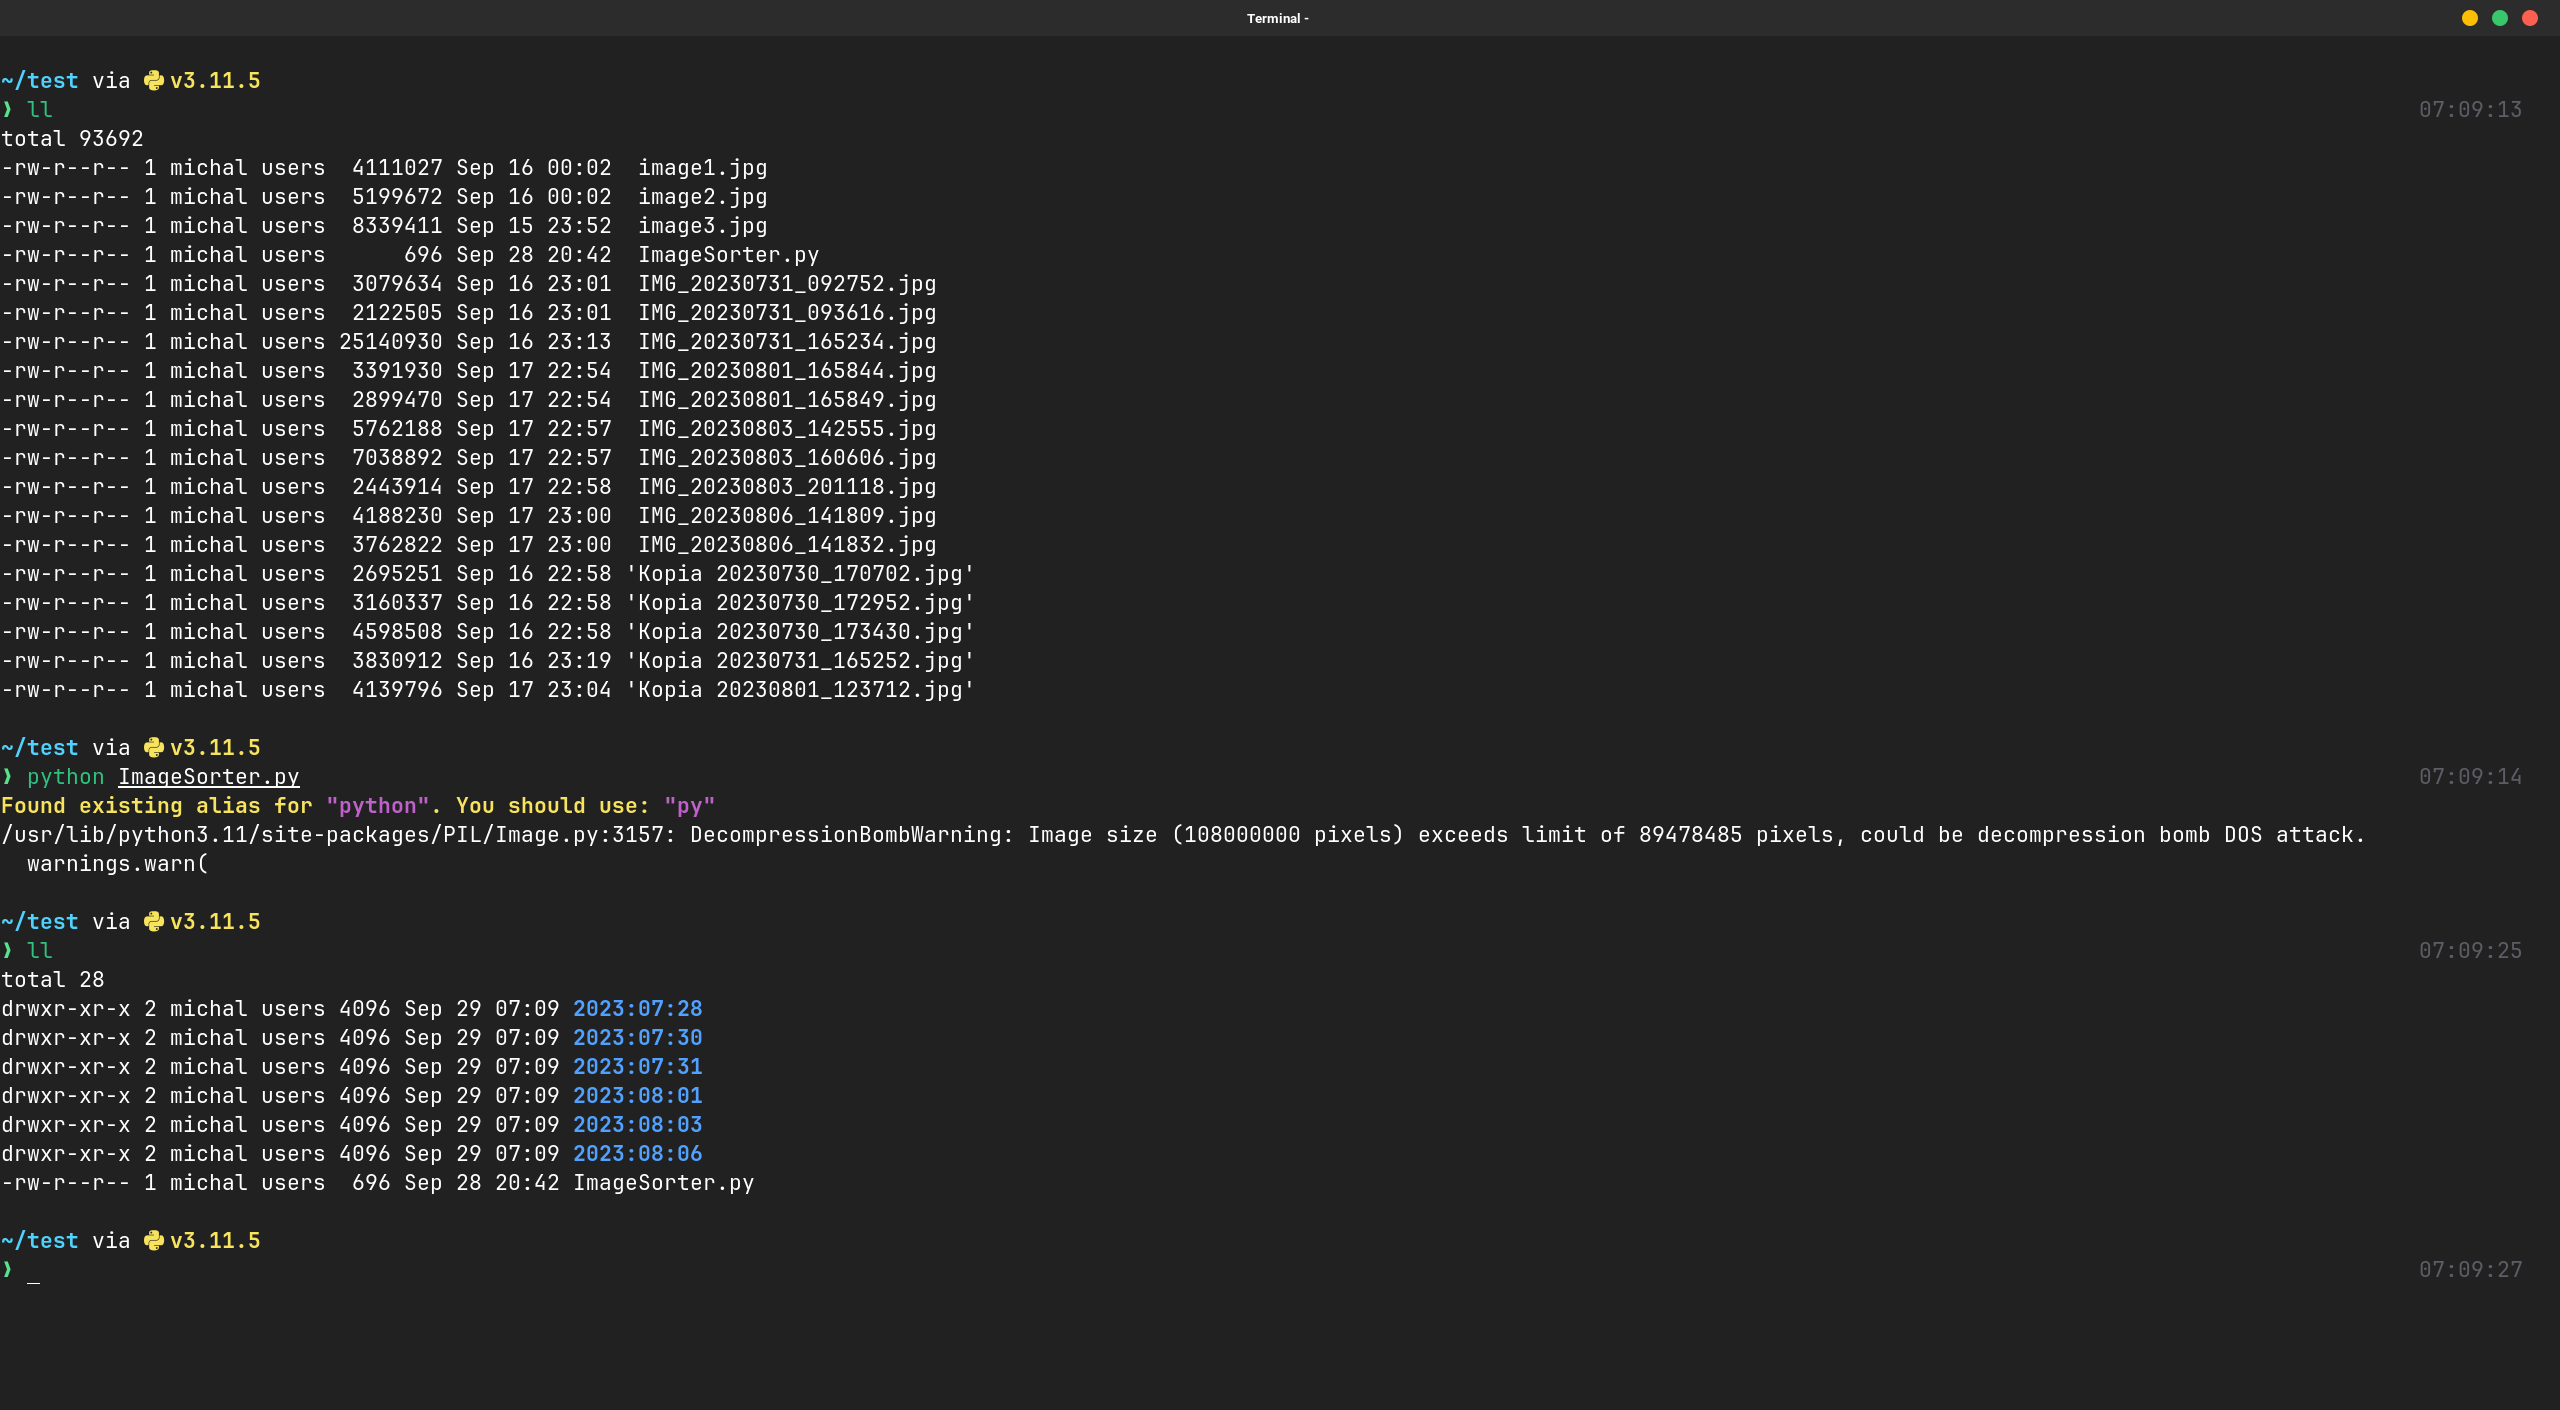 Terminal -
~/test via v3.11.5
❱ ll 07:09:13
total 93692
-rw-r--r-- 1 michal users  4111027 Sep 16 00:02  image1.jpg
-rw-r--r-- 1 michal users  5199672 Sep 16 00:02  image2.jpg
-rw-r--r-- 1 michal users  8339411 Sep 15 23:52  image3.jpg
-rw-r--r-- 1 michal users      696 Sep 28 20:42  ImageSorter.py
-rw-r--r-- 1 michal users  3079634 Sep 16 23:01  IMG_20230731_092752.jpg
-rw-r--r-- 1 michal users  2122505 Sep 16 23:01  IMG_20230731_093616.jpg
-rw-r--r-- 1 michal users 25140930 Sep 16 23:13  IMG_20230731_165234.jpg
-rw-r--r-- 1 michal users  3391930 Sep 17 22:54  IMG_20230801_165844.jpg
-rw-r--r-- 1 michal users  2899470 Sep 17 22:54  IMG_20230801_165849.jpg
-rw-r--r-- 1 michal users  5762188 Sep 17 22:57  IMG_20230803_142555.jpg
-rw-r--r-- 1 michal users  7038892 Sep 17 22:57  IMG_20230803_160606.jpg
-rw-r--r-- 1 michal users  2443914 Sep 17 22:58  IMG_20230803_201118.jpg
-rw-r--r-- 1 michal users  4188230 Sep 17 23:00  IMG_20230806_141809.jpg
-rw-r--r-- 1 michal users  3762822 Sep 17 23:00  IMG_20230806_141832.jpg
-rw-r--r-- 1 michal users  2695251 Sep 16 22:58 'Kopia 20230730_170702.jpg'
-rw-r--r-- 1 michal users  3160337 Sep 16 22:58 'Kopia 20230730_172952.jpg'
-rw-r--r-- 1 michal users  4598508 Sep 16 22:58 'Kopia 20230730_173430.jpg'
-rw-r--r-- 1 michal users  3830912 Sep 16 23:19 'Kopia 20230731_165252.jpg'
-rw-r--r-- 1 michal users  4139796 Sep 17 23:04 'Kopia 20230801_123712.jpg'
~/test via v3.11.5
❱ python ImageSorter.py 07:09:14
Found existing alias for "python". You should use: "py"
/usr/lib/python3.11/site-packages/PIL/Image.py:3157: DecompressionBombWarning: Image size (108000000 pixels) exceeds limit of 89478485 pixels, could be decompression bomb DOS attack.
  warnings.warn(
~/test via v3.11.5
❱ ll 07:09:25
total 28
drwxr-xr-x 2 michal users 4096 Sep 29 07:09 2023:07:28
drwxr-xr-x 2 michal users 4096 Sep 29 07:09 2023:07:30
drwxr-xr-x 2 michal users 4096 Sep 29 07:09 2023:07:31
drwxr-xr-x 2 michal users 4096 Sep 29 07:09 2023:08:01
drwxr-xr-x 2 michal users 4096 Sep 29 07:09 2023:08:03
drwxr-xr-x 2 michal users 4096 Sep 29 07:09 2023:08:06
-rw-r--r-- 1 michal users  696 Sep 28 20:42 ImageSorter.py
~/test via v3.11.5
❱ _ 07:09:27